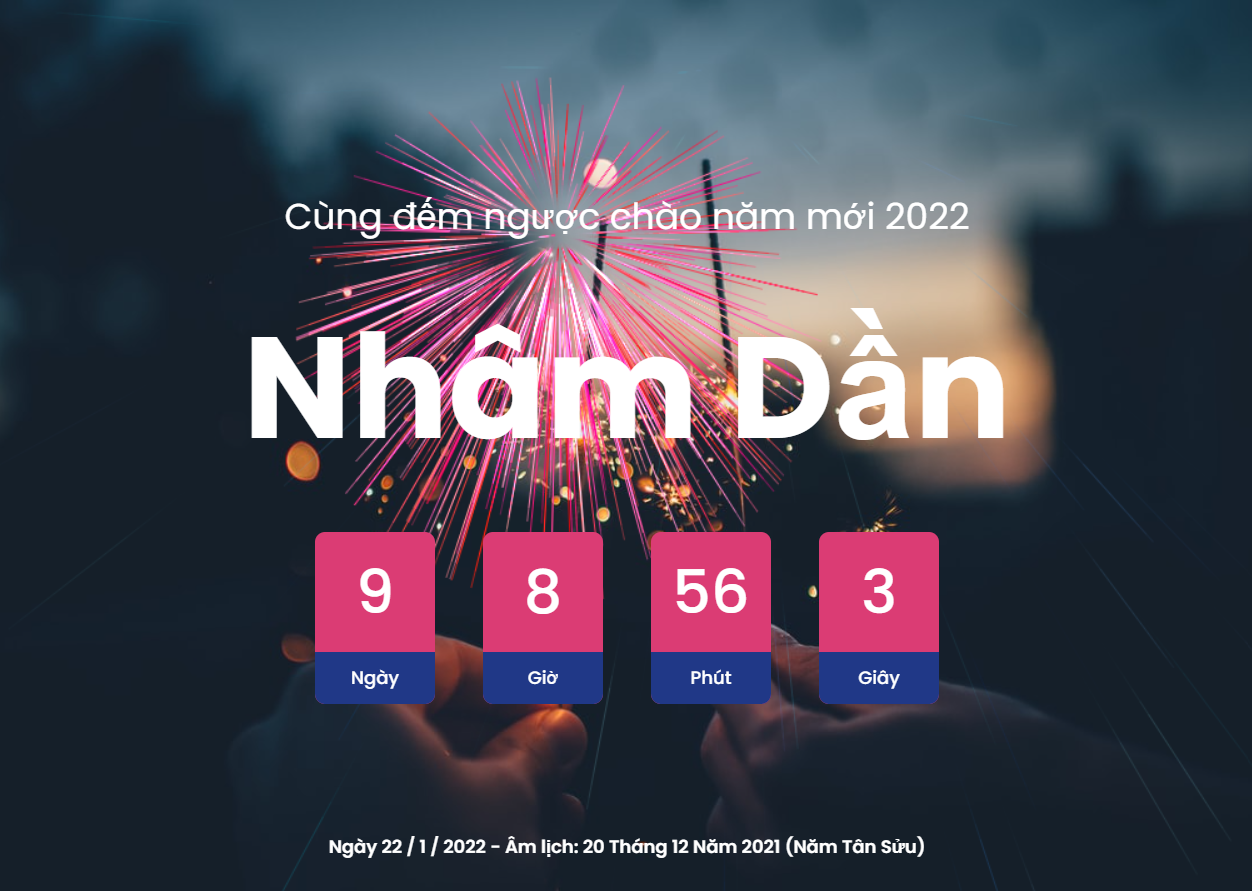 Cùng đếm ngược chào năm mới 2022
Nhâm Dần
9 8 56 3
Ngày Giờ Phút Giây
Ngày 22 / 1 / 2022 - Âm lịch: 20 Tháng 12 Năm 2021 (Năm Tân Sửu)